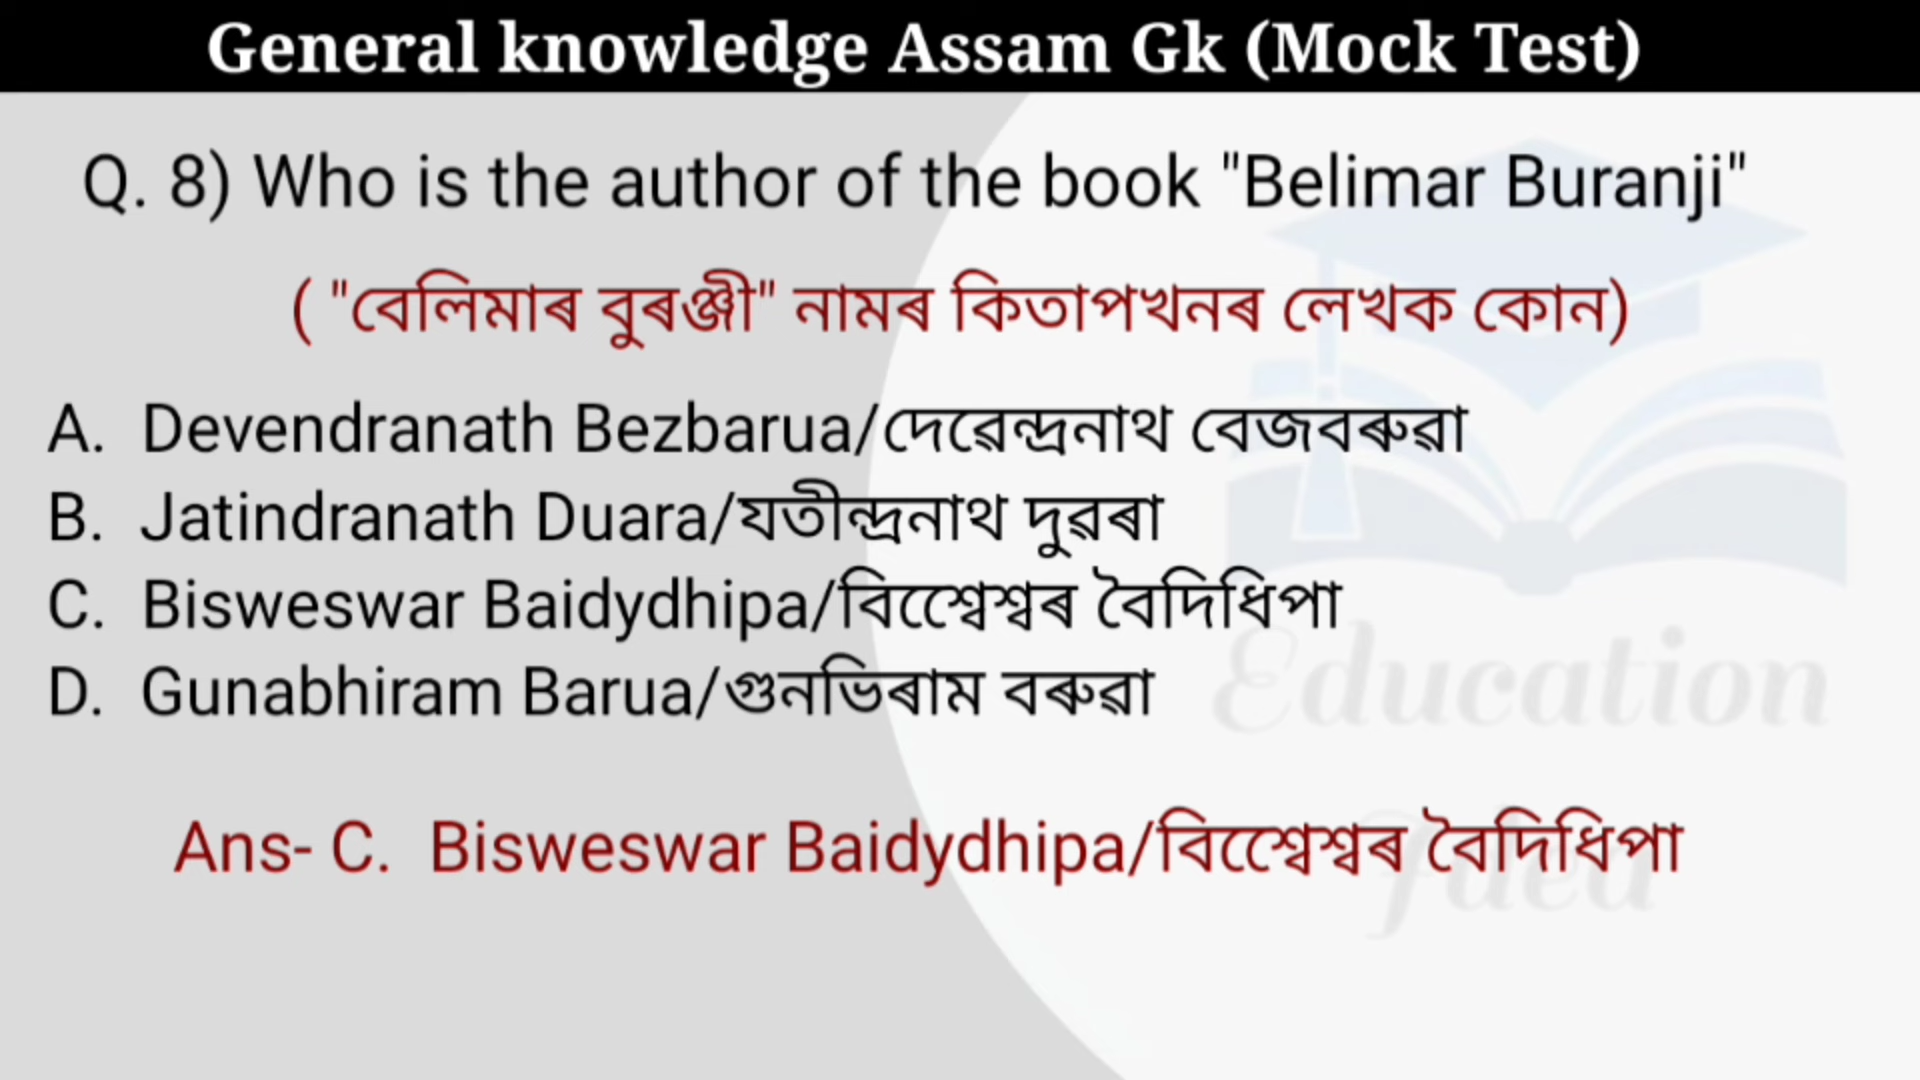 General knowledge Assam Gk (Mock Test)
Q. 8) Who is the author of the book "Belimar Buranji"
( "বেলিমাৰ বুৰঞ্জী" নামৰ কিতাপখনৰ লেখক কোন)
A. Devendranath Bezbarua/দেৱেন্দ্ৰনাথ বেজবৰুৱা
B. Jatindranath Duara/যতীন্দ্ৰনাথ দুৱৰা
C. Bisweswar Baidydhipa/বিশ্বেেশ্বৰ বৈদিধিপা
D. Gunabhiram Barua/গুনভিৰাম বৰুৱা
Ans- C. Bisweswar Baidydhipa/বিশ্বেেশ্বৰ বৈদিধিপা
Education
Idea